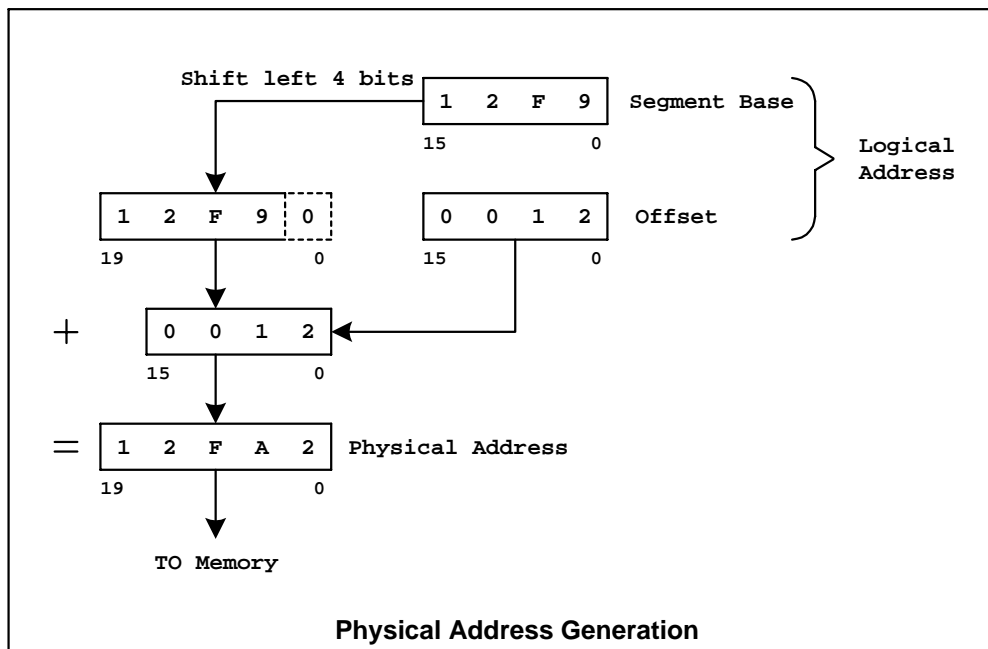 Shift left 4 bits
1 2 F 9 Segment Base
15 0
Logical
Address
1 2 F 9 0
0 0 1 2 Offset
19 0
15 0
+ 0 0 1 2
15 0
= 1 2 F A 2 Physical Address
19 0
TO Memory
Physical Address Generation